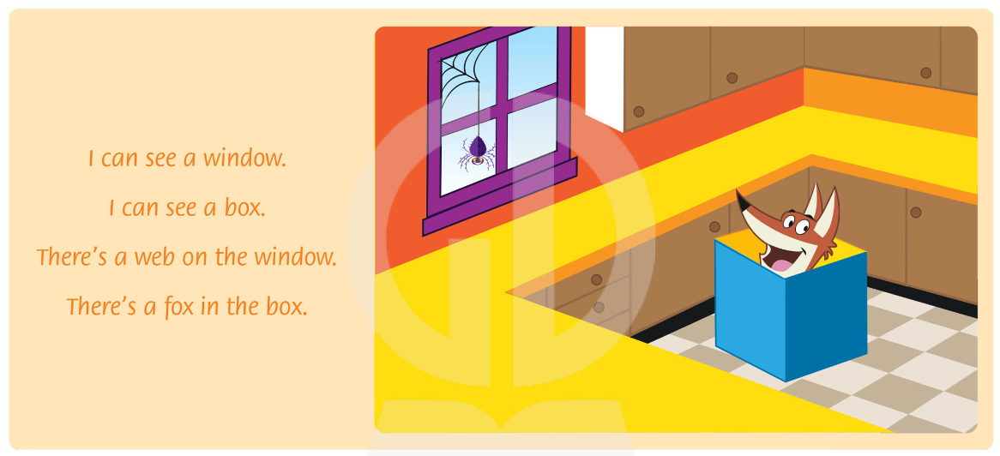 I can see a window.
I can see a box.
There's a web on the window.
There's a fox in the box.